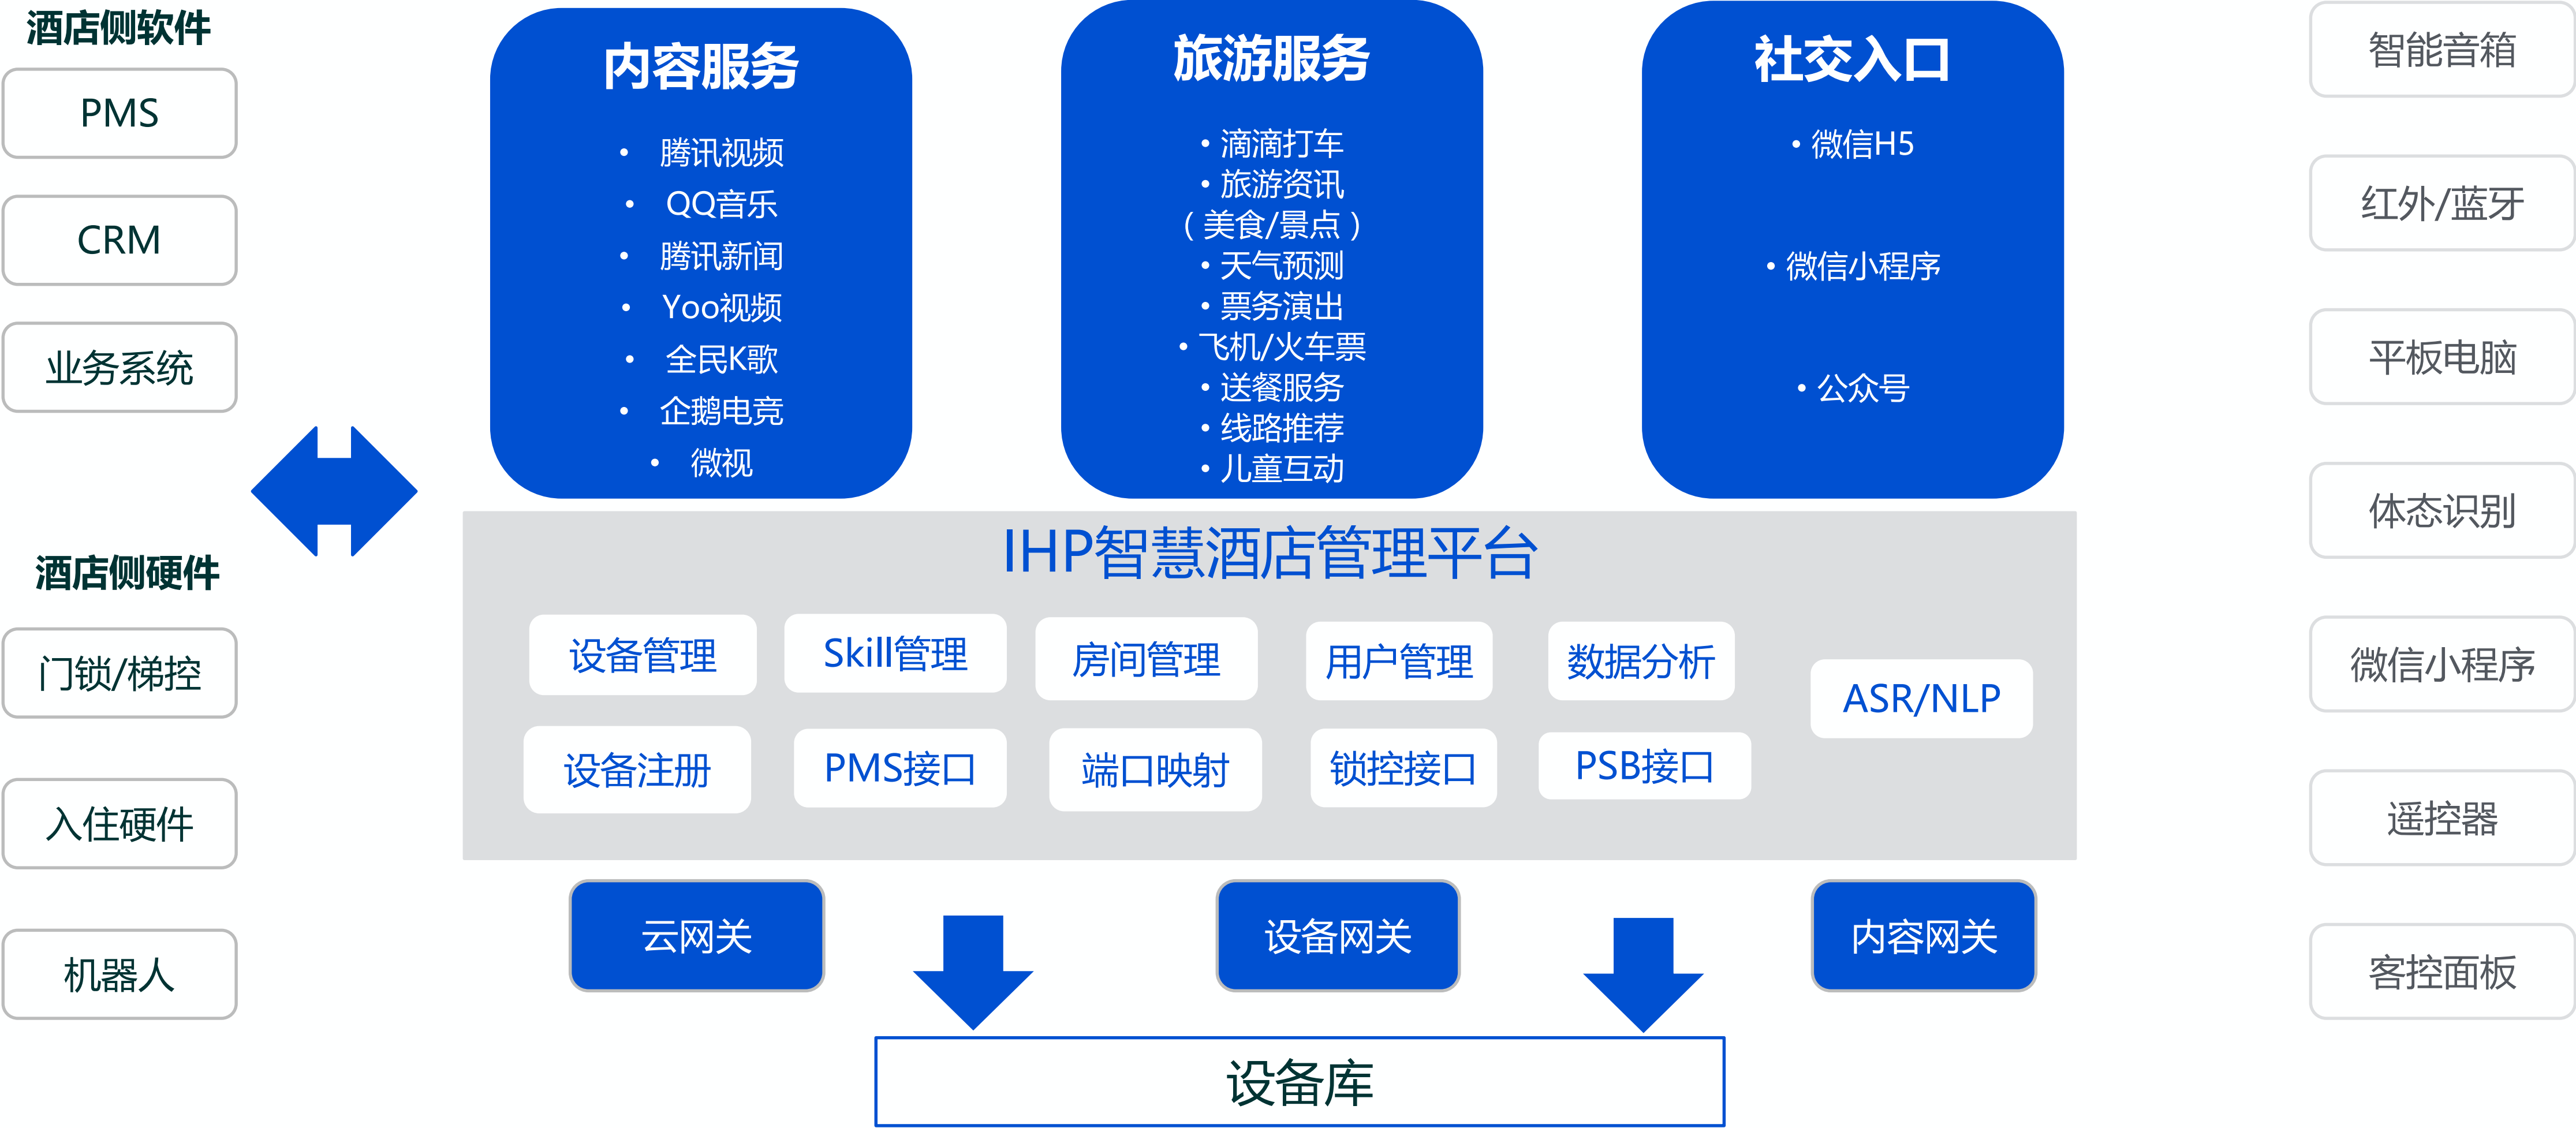 酒店侧软件
PMS
CRM
业务系统
酒店侧硬件
门锁/梯控
入住硬件
机器人
内容服务
• 腾讯视频
• QQ音乐
• 腾讯新闻
• Yoo视频
• 全民K歌
• 企鹅电竞
• 微视
旅游服务
• 滴滴打车
• 旅游资讯
（美食/景点）
• 天气预测
• 票务演出
• 飞机/火车票
• 送餐服务
• 线路推荐
• 儿童互动
社交入口
• 微信H5
• 微信小程序
• 公众号
IHP智慧酒店管理平台
设备管理
Skill管理
房间管理
用户管理
数据分析
ASR/NLP
设备注册
PMS接口
端口映射
锁控接口
PSB接口
云网关
设备网关
内容网关
设备库
智能音箱
红外/蓝牙
平板电脑
体态识别
微信小程序
遥控器
客控面板